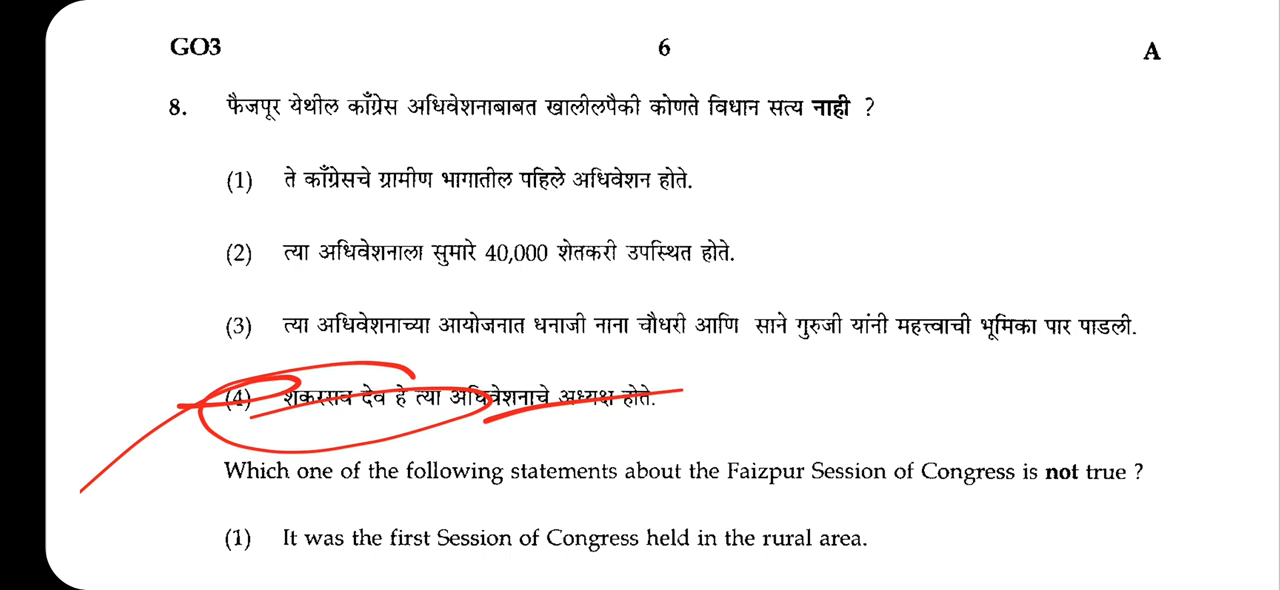 GO3 6 A
8. फैजपूर येथील काँग्रेस अधिवेशनाबाबत खालीलपैकी कोणते विधान सत्य नाही ?
(1) ते काँग्रेसचे ग्रामीण भागातील पहिले अधिवेशन होते.
(2) त्या अधिवेशनाला सुमारे 40,000 शेतकरी उपस्थित होते.
(3) त्या अधिवेशनाच्या आयोजनात धनाजी नाना चौधरी आणि साने गुरुजी यांनी महत्त्वाची भूमिका पार पाडली.
(4) शंकरराव देव हे त्या अधिवेशनाचे अध्यक्ष होते.
Which one of the following statements about the Faizpur Session of Congress is not true ?
(1) It was the first Session of Congress held in the rural area.